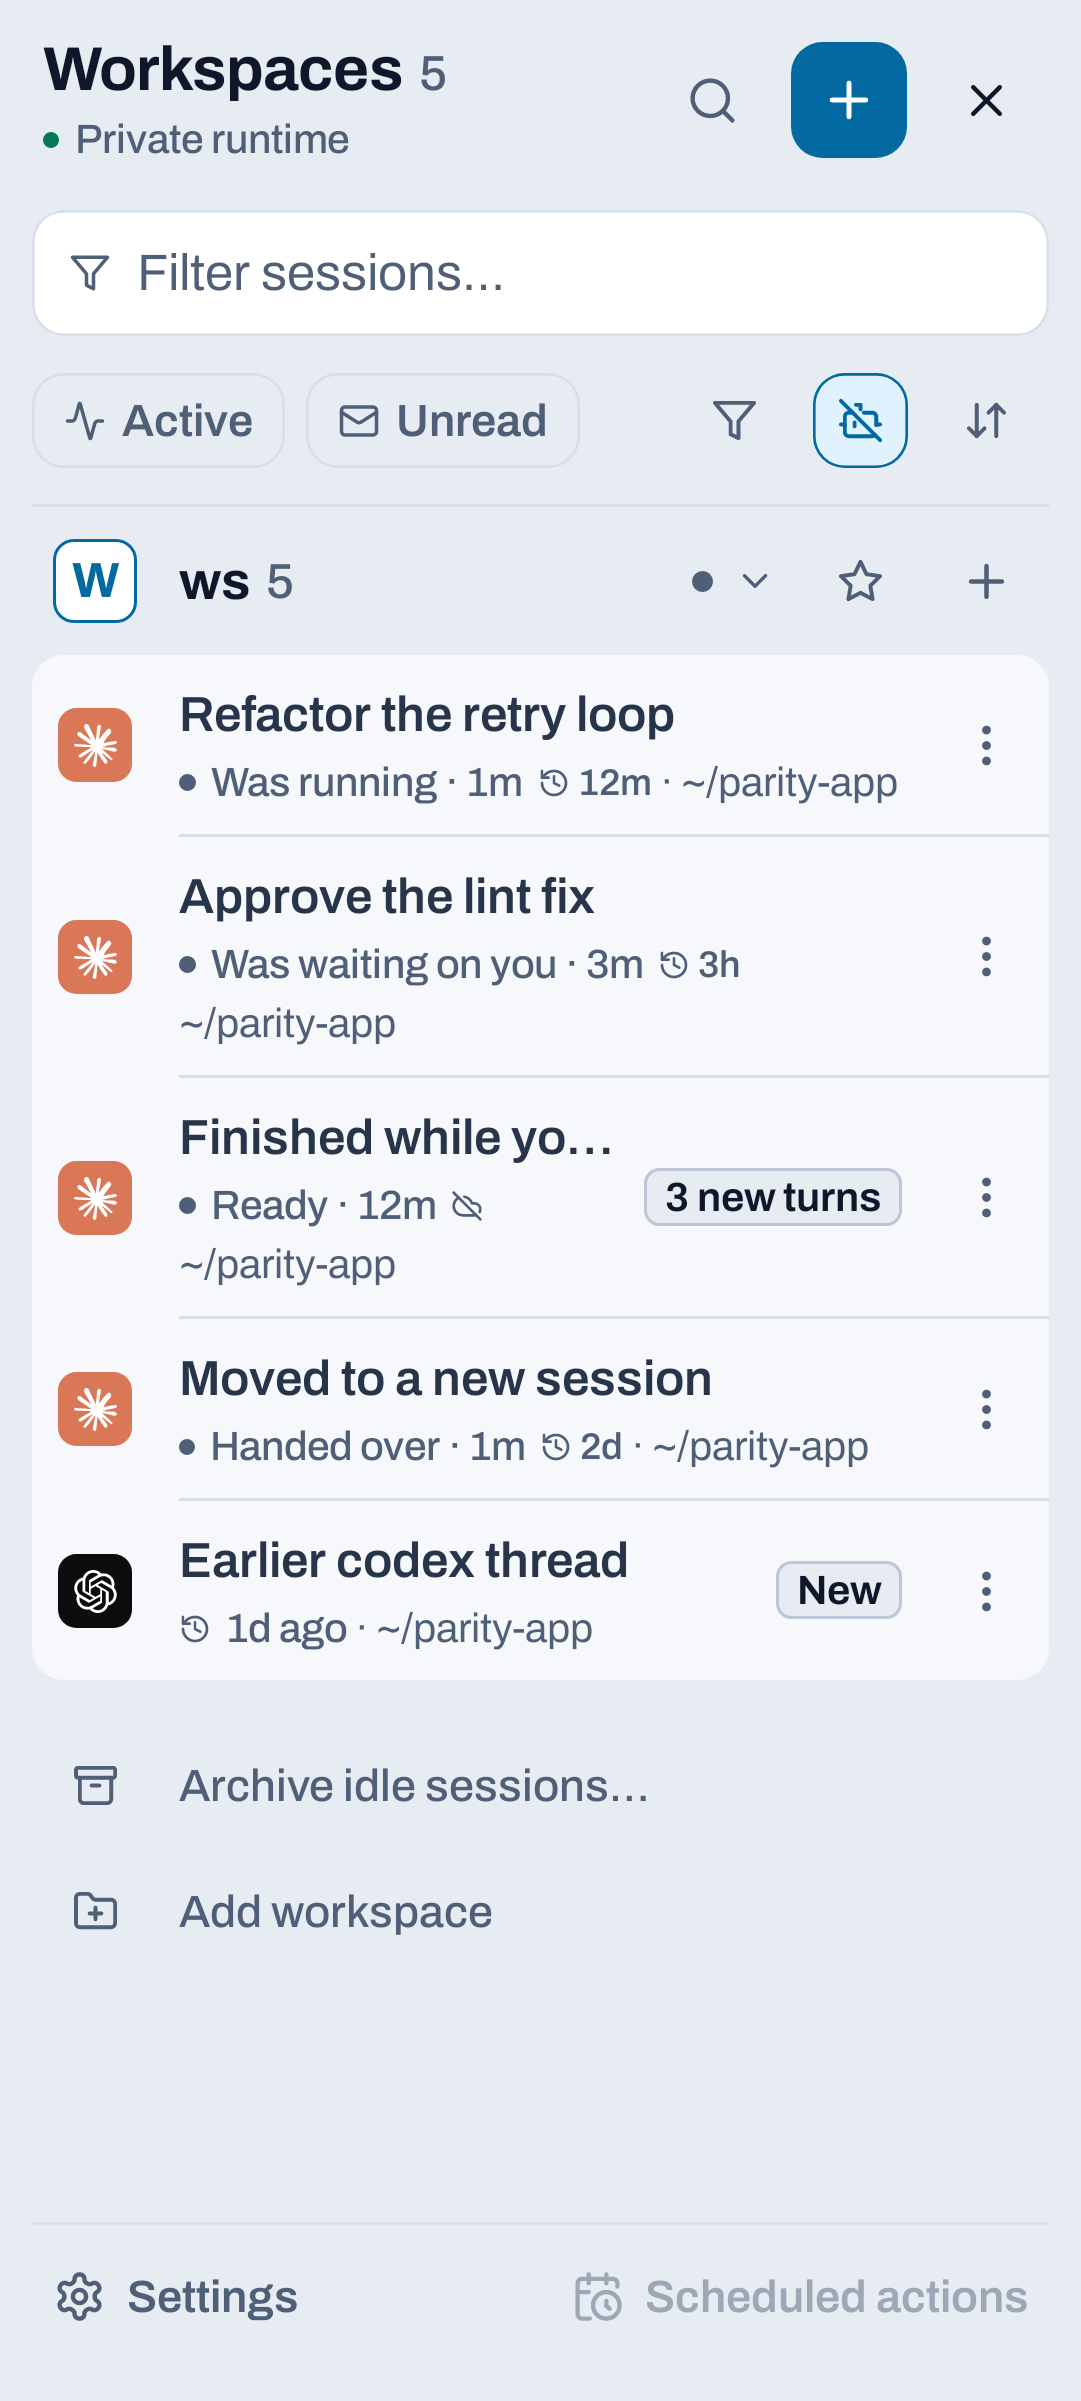 Workspaces 5
Private runtime
Filter sessions...
Active
Unread
W ws 5
Refactor the retry loop
Was running · 1m 12m · ~/parity-app
Approve the lint fix
Was waiting on you · 3m 3h
~/parity-app
Finished while yo...
Ready · 12m
3 new turns
~/parity-app
Moved to a new session
Handed over · 1m 2d · ~/parity-app
Earlier codex thread
New
1d ago · ~/parity-app
Archive idle sessions...
Add workspace
Settings
Scheduled actions